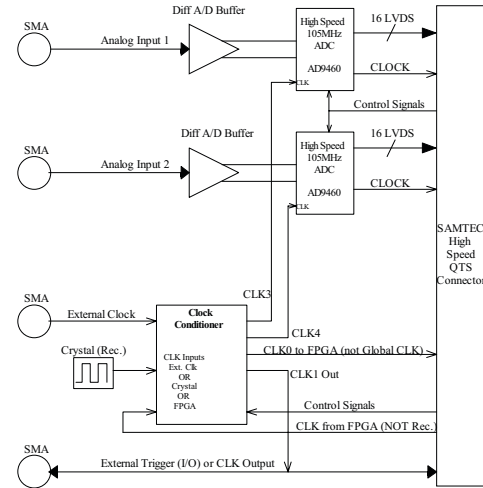 SMA
Analog Input 1
Diff A/D Buffer
High Speed
105MHz
ADC
AD9460
CLK
16 LVDS
CLOCK
Control Signals
SMA
Analog Input 2
Diff A/D Buffer
High Speed
105MHz
ADC
AD9460
CLK
16 LVDS
CLOCK
SAMTEC
High
Speed
QTS
Connector
CLK3
CLK4
SMA
External Clock
Crystal (Rec.)
Clock
Conditioner
CLK Inputs
Ext. Clk
OR
Crystal
OR
FPGA
CLK0 to FPGA (not Global CLK)
CLK1 Out
Control Signals
CLK from FPGA (NOT Rec.)
SMA
External Trigger (I/O) or CLK Output